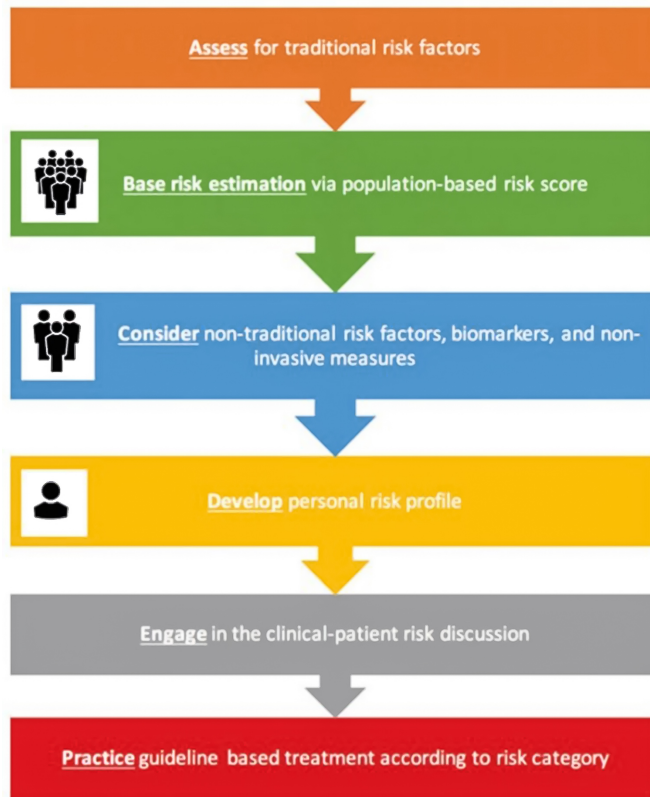 Assess for traditional risk factors
Base risk estimation via population-based risk score
Consider non-traditional risk factors, biomarkers, and non-
invasive measures
Develop personal risk profile
Engage in the clinical-patient risk discussion
Practice guideline based treatment according to risk category